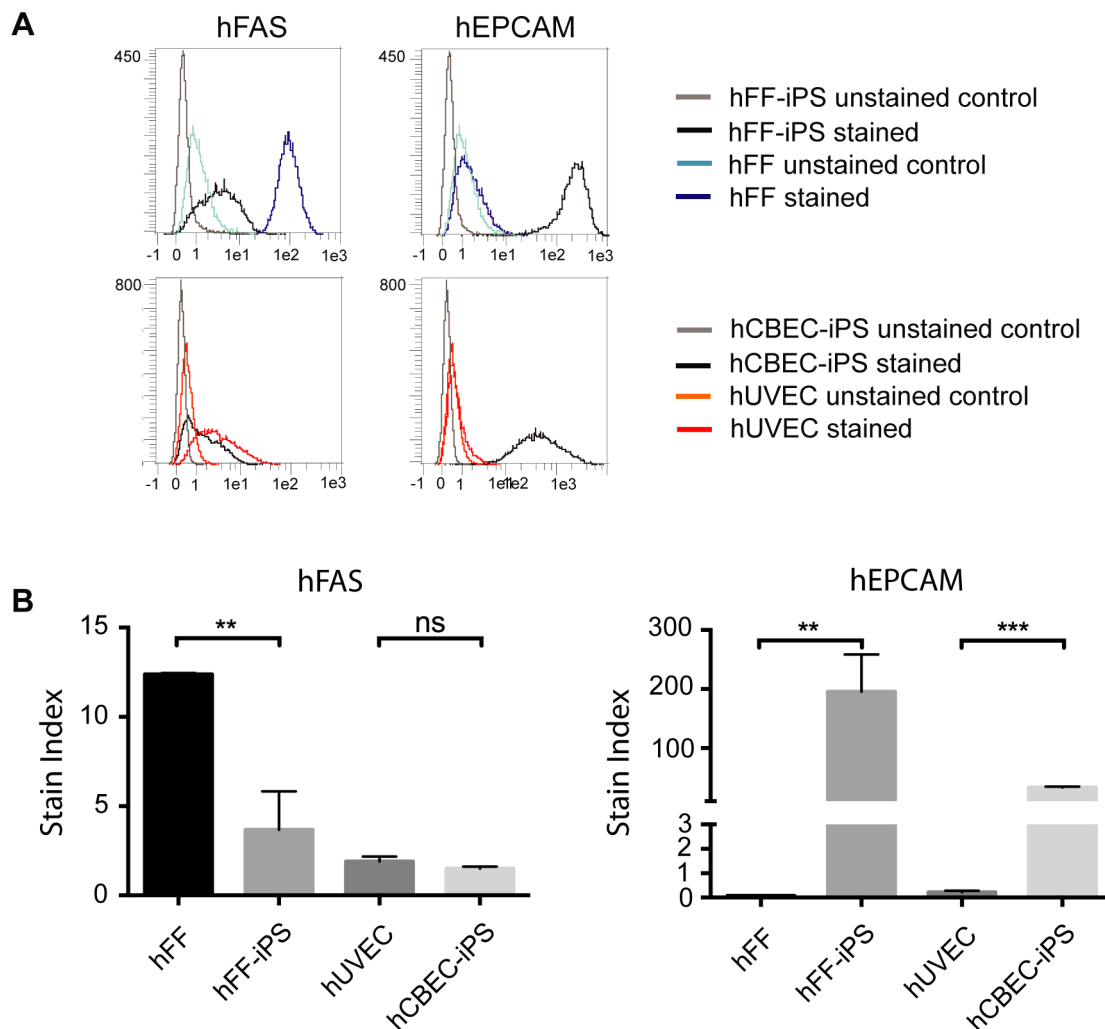 A
hFAS
hEPCAM
450
-1 0 1 1e1 1e2 1e3
450
-1 0 1 1e1 1e2 1e3
hFF-iPS unstained control
hFF-iPS stained
hFF unstained control
hFF stained
800
-1 0 1 1e1 1e2 1e3
800
-1 0 1 1e3
hCBEC-iPS unstained control
hCBEC-iPS stained
hUVEC unstained control
hUVEC stained
B
hFAS
Stain Index
15
10
5
0
**
ns
hFF
hFF-iPS
hUVEC
hCBEC-iPS
hEPCAM
Stain Index
300
200
100
3
2
1
0
**
***
hFF
hFF-iPS
hUVEC
hCBEC-iPS